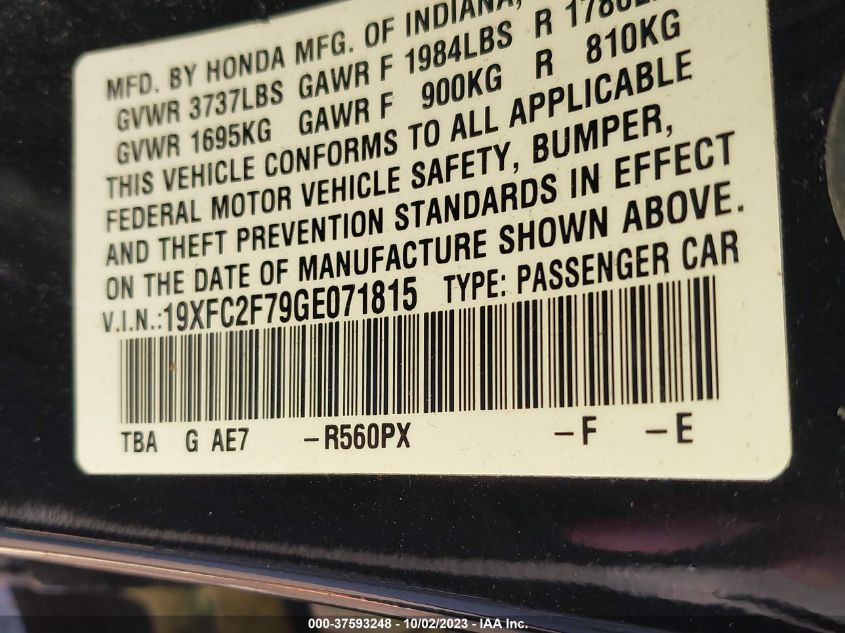 MFD. BY HONDA MFG. OF INDIANA,
GVWR 3737LBS GAWR F 1984LBS R
GVWR 1695KG GAWR F 900KG R 810KG
THIS VEHICLE CONFORMS TO ALL APPLICABLE
FEDERAL MOTOR VEHICLE SAFETY, BUMPER,
AND THEFT PREVENTION STANDARDS IN EFFECT
ON THE DATE OF MANUFACTURE SHOWN ABOVE.
V.I.N.:19XFC2F79GE071815 TYPE: PASSENGER CAR
TBA G AE7 -R560PX -F -E
000-37593248 - 10/02/2023 - IAA Inc.